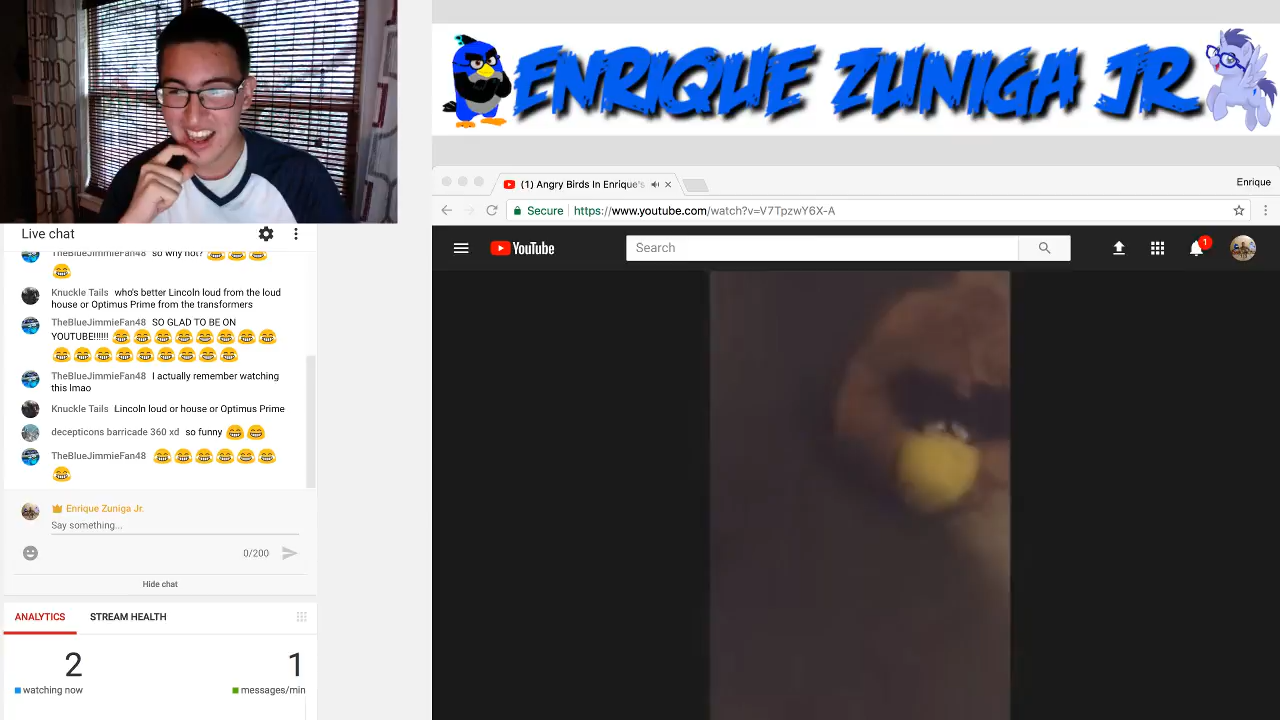 ENRIQUE ZUNIGA JR.
(1) Angry Birds In Enrique's
Enrique
Secure https://www.youtube.com/watch?v=V7TpzwY6X-A
YouTube
Search
1
Live chat
TheBlueJimmieFan48 so why not? 😂😂😂
😂
Knuckle Tails who's better Lincoln loud from the loud
house or Optimus Prime from the transformers
TheBlueJimmieFan48 SO GLAD TO BE ON
YOUTUBE!!!!!! 😂😂😂😂😂😂😂😂
😂😂😂😂😂😂😂😂😂
TheBlueJimmieFan48 I actually remember watching
this lmao
Knuckle Tails Lincoln loud or house or Optimus Prime
decepticons barricade 360 xd so funny 😂😂
TheBlueJimmieFan48 😂😂😂😂😂😂
😂
Enrique Zuniga Jr.
Say something...
0/200
Hide chat
ANALYTICS STREAM HEALTH
2 1
watching now messages/min